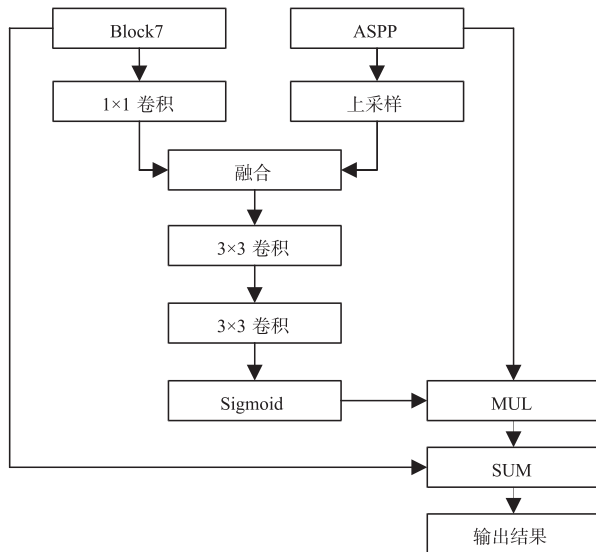 Block7
ASPP
1×1 卷积
上采样
融合
3×3 卷积
3×3 卷积
Sigmoid
MUL
SUM
输出结果